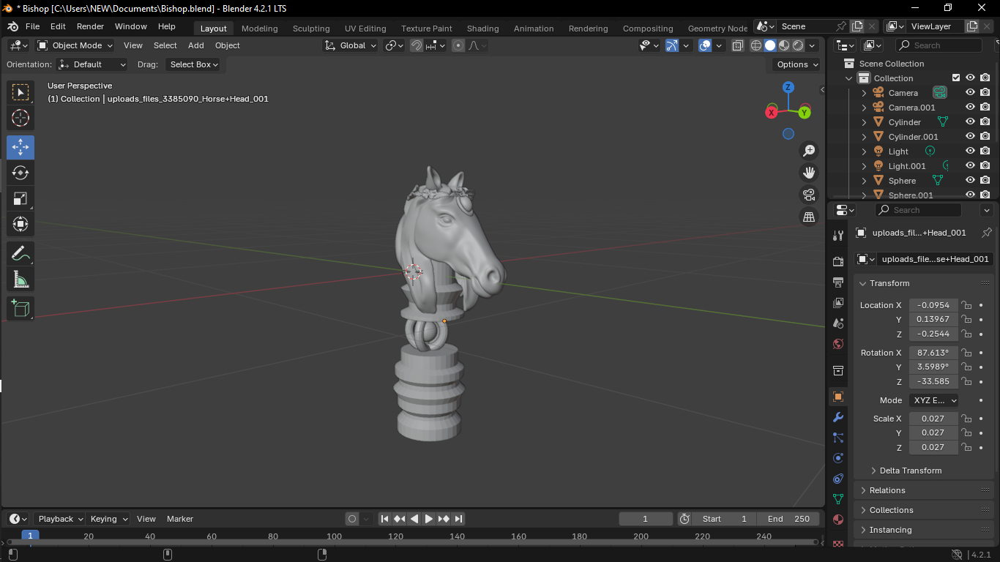 * Bishop [C:\Users\NEW\Documents\Bishop.blend] - Blender 4.2.1 LTS
File Edit Render Window Help Layout Modeling Sculpting UV Editing Texture Paint Shading Animation Rendering Compositing Geometry Node Scene ViewLayer
Object Mode View Select Add Object Global Search
Orientation: Default Drag: Select Box Options
Scene Collection
User Perspective
(1) Collection | uploads_files_3385090_Horse+Head_001
Z
X
Y
Collection
Camera
Camera.001
Cylinder
Cylinder.001
Light
Light.001
Sphere
Sphere.001
Search
uploads_fil...+Head_001
uploads_file...se+Head_001
Transform
Location X -0.0954
Y 0.13967
Z -0.2544
Rotation X 87.613°
Y 3.5989°
Z -33.585
Mode XYZ E...
Scale X 0.027
Y 0.027
Z 0.027
Delta Transform
Relations
Collections
Instancing
Playback Keying View Marker 1 Start 1 End 250
1 20 40 60 80 100 120 140 160 180 200 220 240
4.2.1